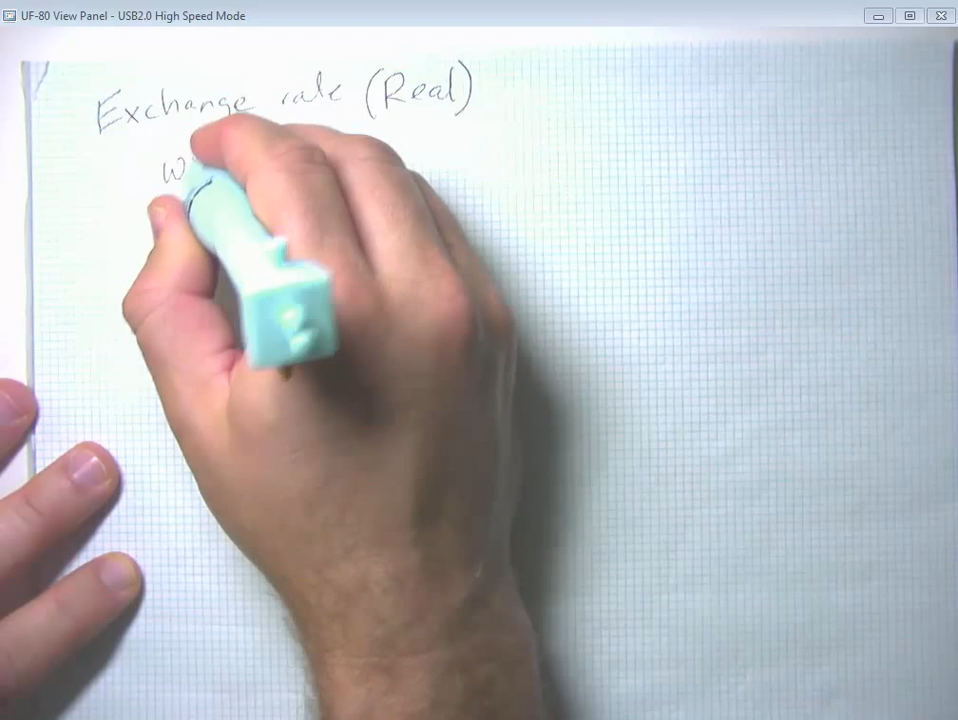 UF-80 View Panel - USB2.0 High Speed Mode
Exchange rate (Real)
w